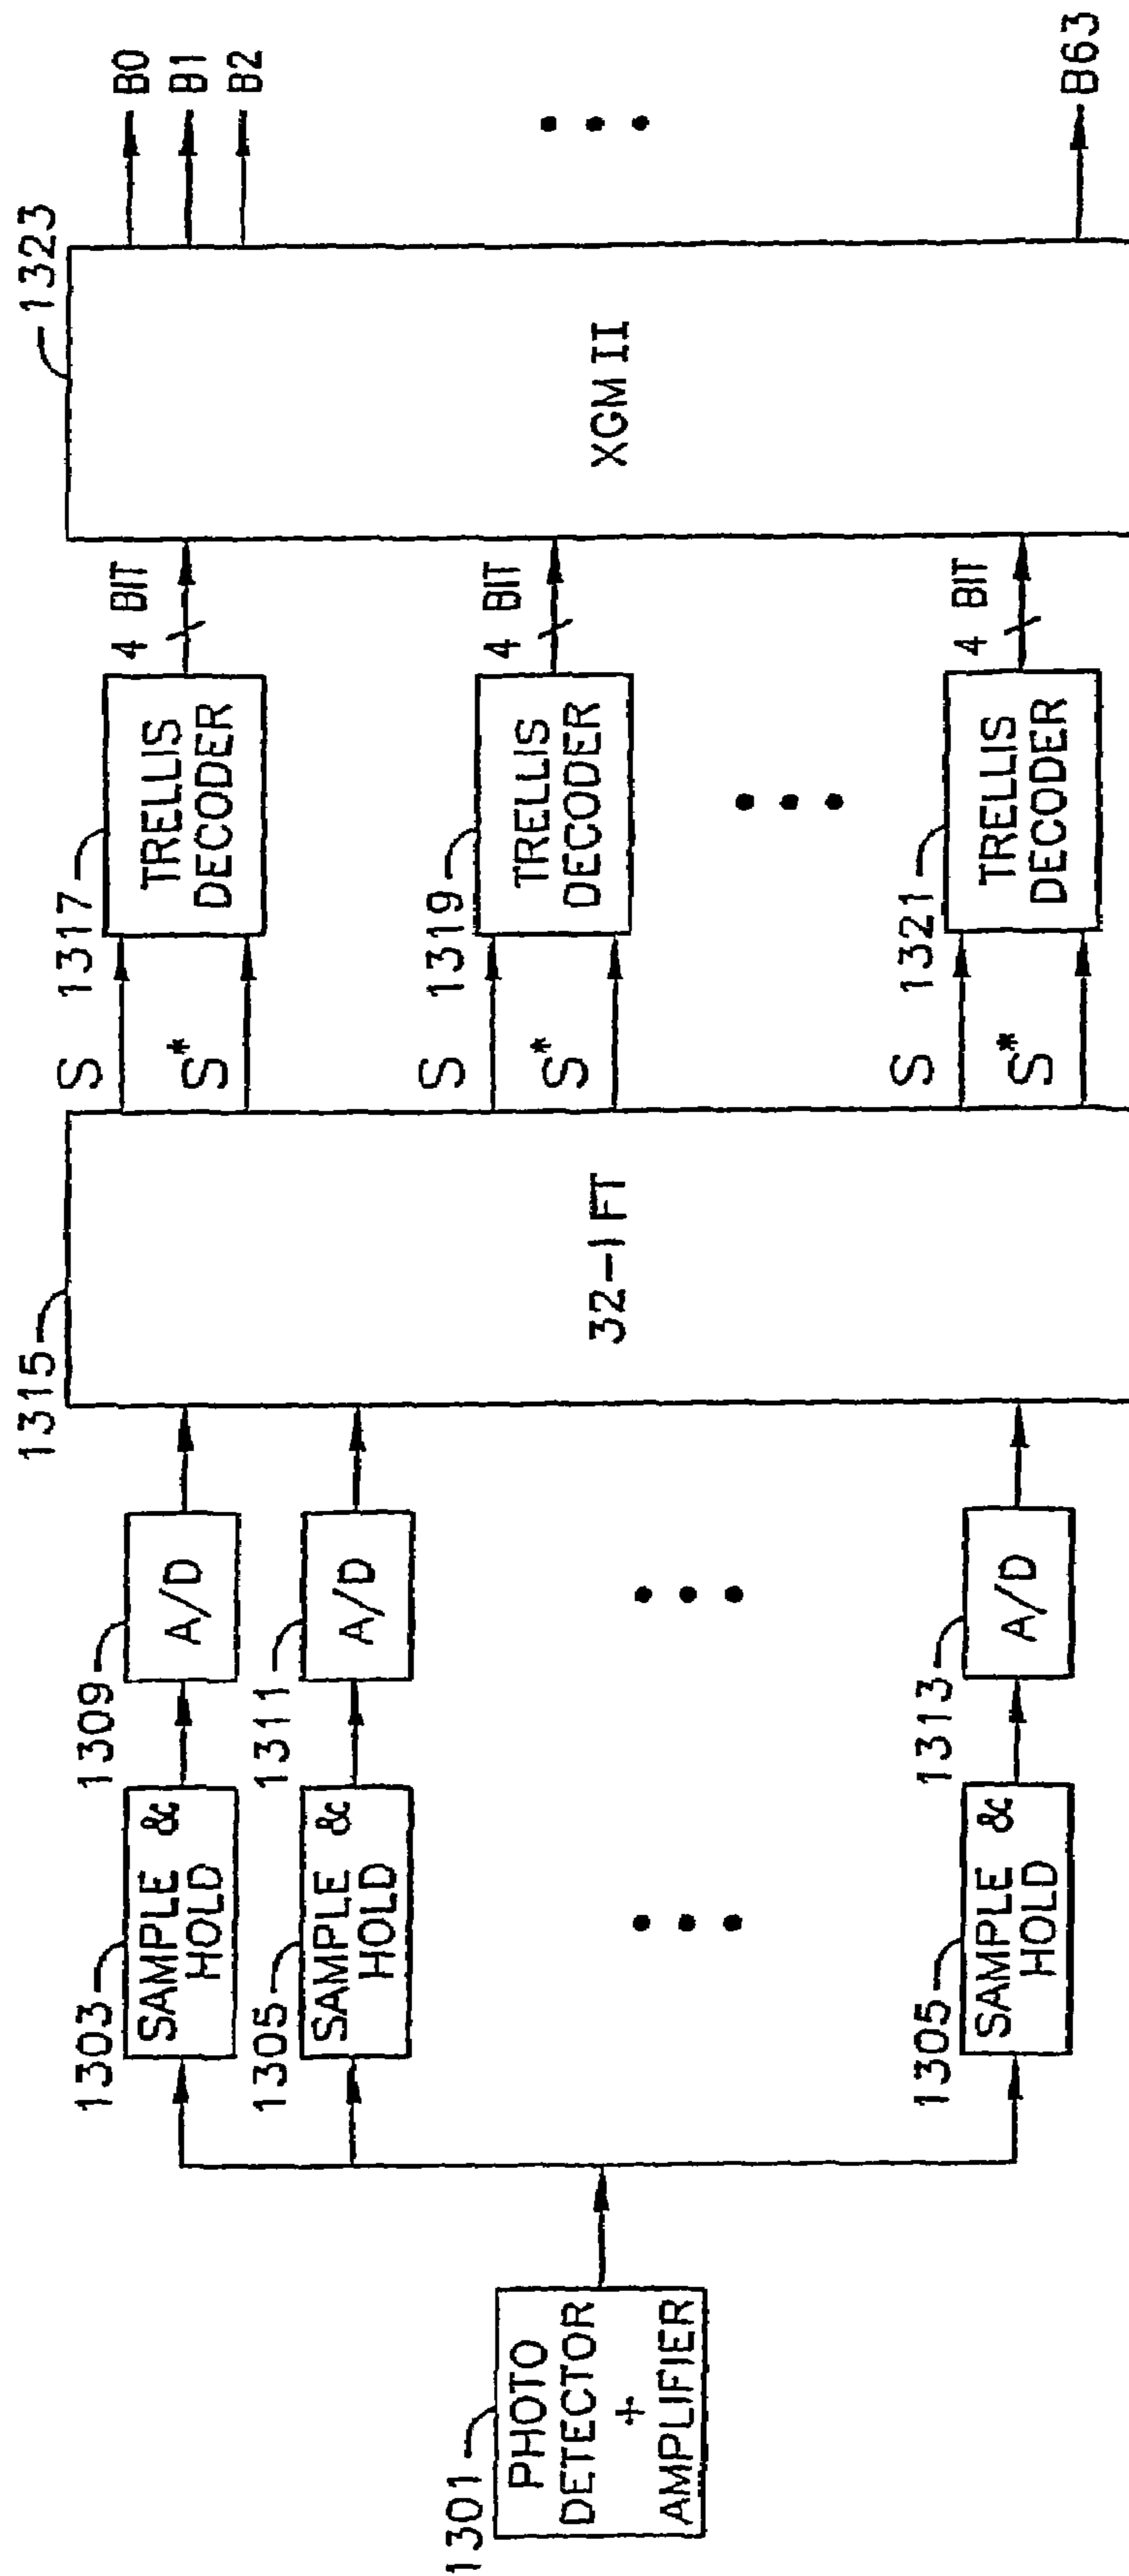 1301
PHOTO
DETECTOR
+
AMPLIFIER
1303
SAMPLE &
HOLD
1309
A/D
1305
SAMPLE &
HOLD
1311
A/D
1305
SAMPLE &
HOLD
1313
A/D
1315
32-IFT
S
S*
1317
TRELLIS
DECODER
4 BIT
S
S*
1319
TRELLIS
DECODER
4 BIT
S
S*
1321
TRELLIS
DECODER
4 BIT
1323
XGM II
B0
B1
B2
B63